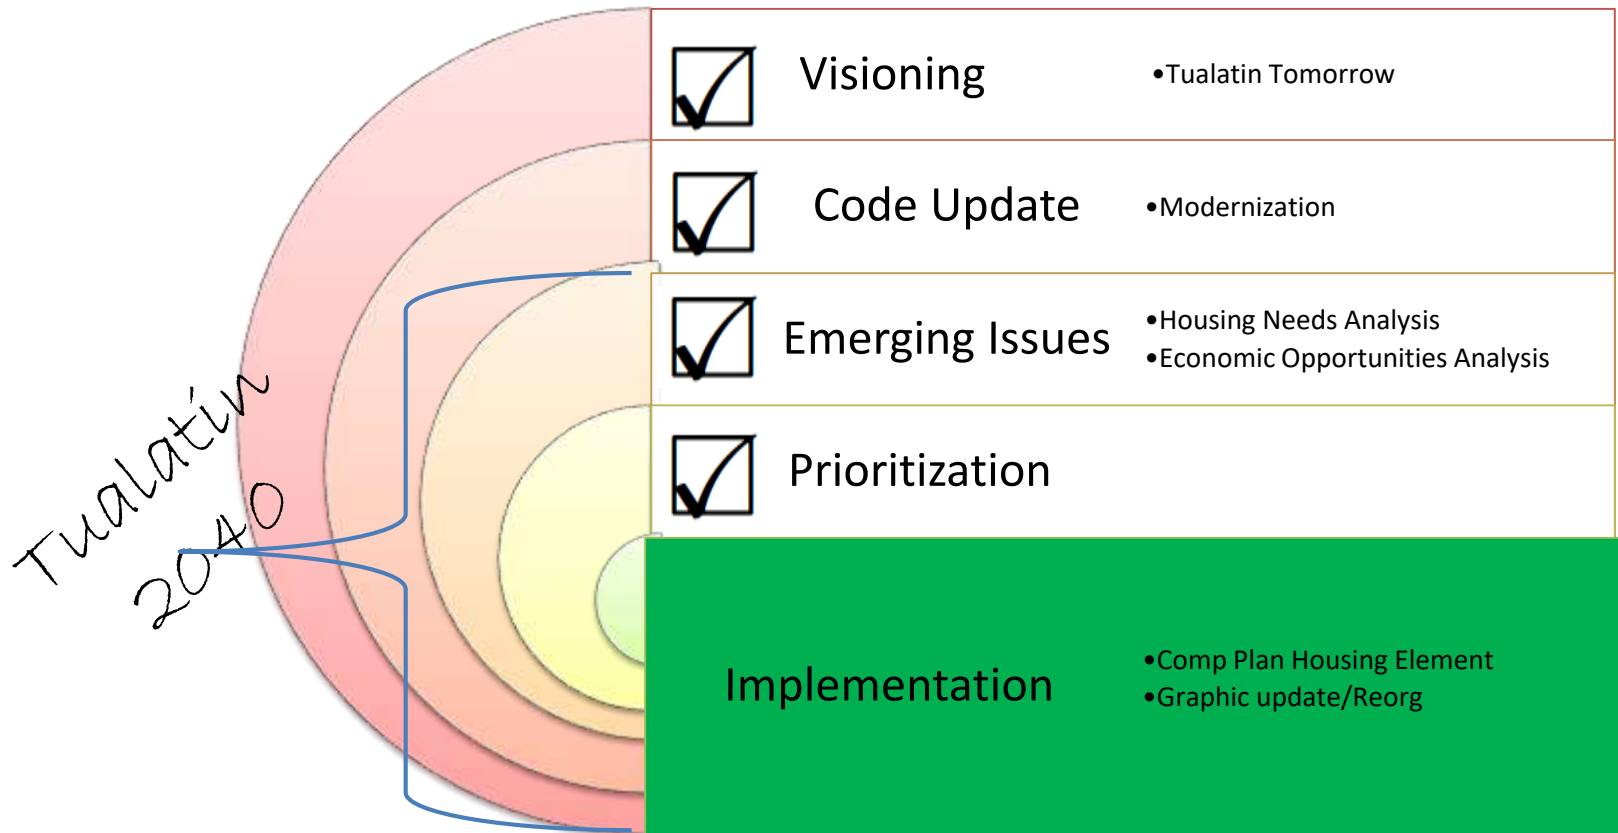 Visioning
•Tualatin Tomorrow
Code Update
•Modernization
Emerging Issues
•Housing Needs Analysis
•Economic Opportunities Analysis
Prioritization
Tualatin
2040
Implementation
•Comp Plan Housing Element
•Graphic update/Reorg